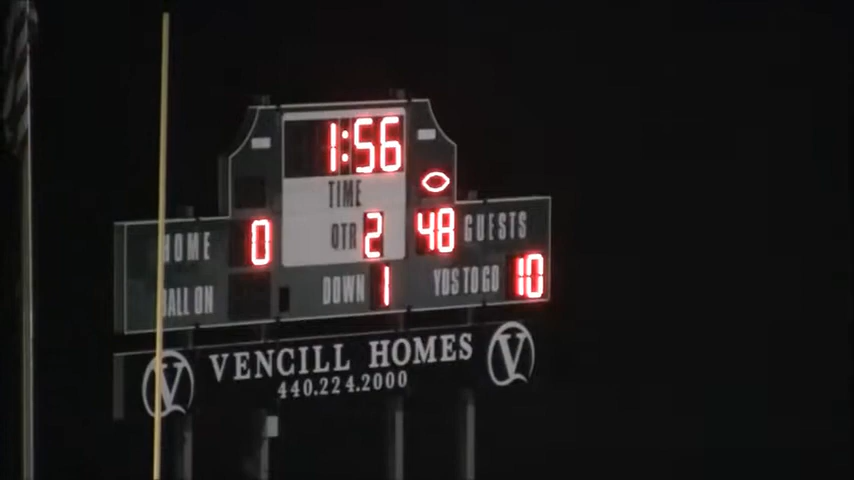 1:56
TIME
HOME 0 QTR 2 48 GUESTS
BALL ON DOWN 1 YDS TO GO 10
V VENCILL HOMES V
440.224.2000